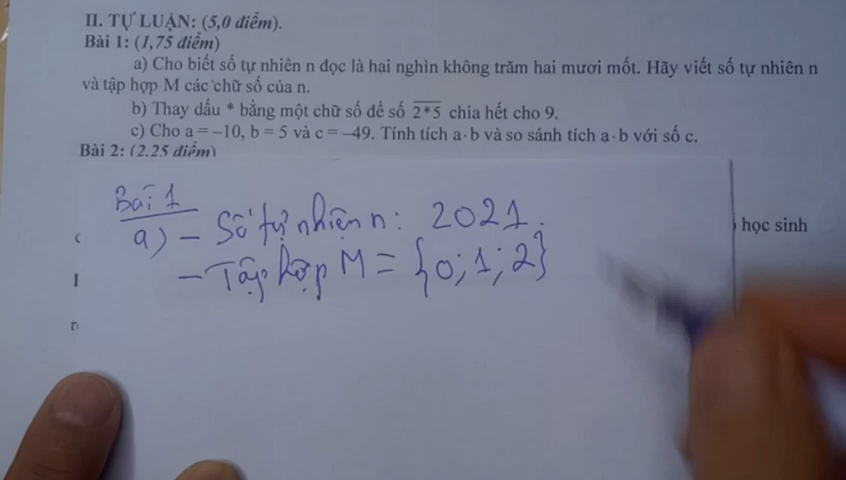 II. TỰ LUẬN: (5,0 điểm).
Bài 1: (1,75 điểm)
a) Cho biết số tự nhiên n đọc là hai nghìn không trăm hai mươi mốt. Hãy viết số tự nhiên n
và tập hợp M các chữ số của n.
b) Thay dấu * bằng một chữ số để số 2*5 chia hết cho 9.
c) Cho a = –10, b = 5 và c = –49. Tính tích a·b và so sánh tích a·b với số c.
Bài 2: (2,25 điểm)
Bài 1
a) – Số tự nhiên n: 2021.
học sinh
– Tập hợp M = {0; 1; 2}